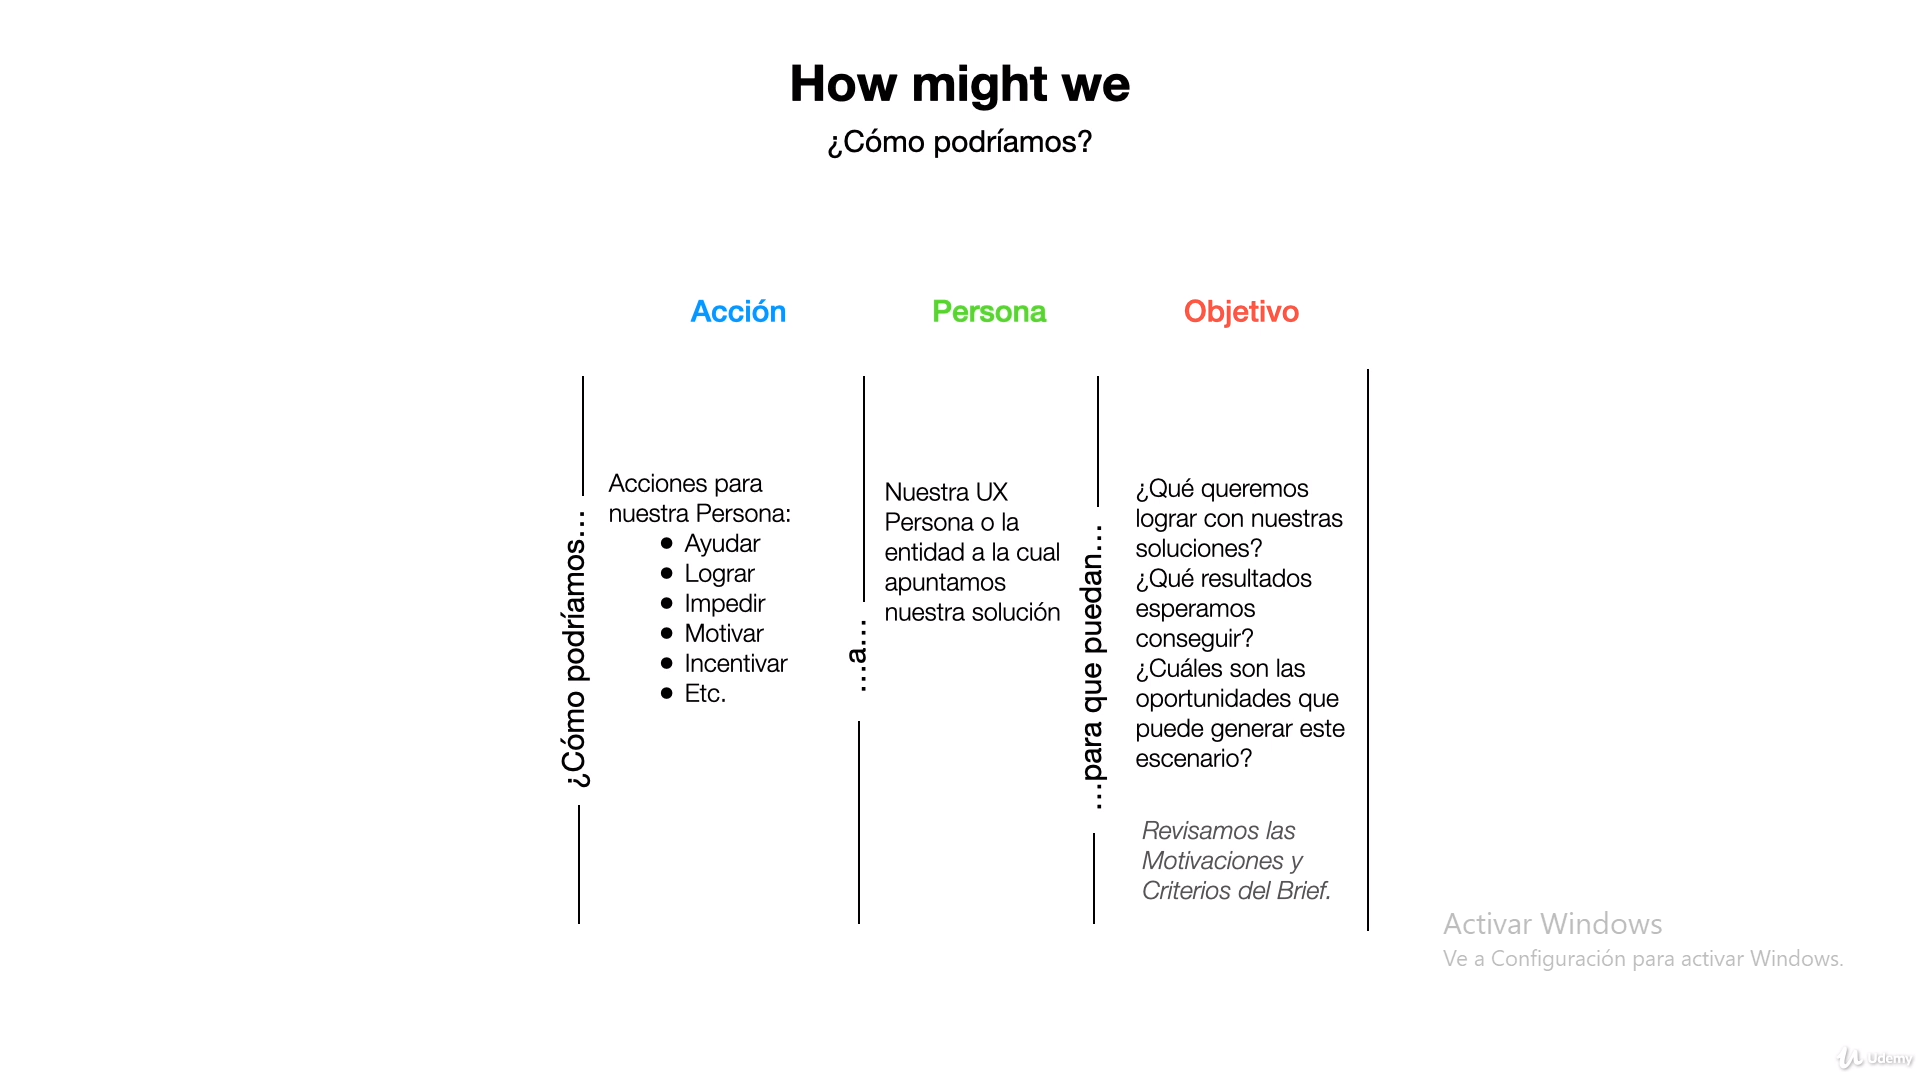 How might we
¿Cómo podríamos?
Acción
Persona
Objetivo
¿Cómo podríamos...
Acciones para
nuestra Persona:
● Ayudar
● Lograr
● Impedir
● Motivar
● Incentivar
● Etc.
...a...
Nuestra UX
Persona o la
entidad a la cual
apuntamos
nuestra solución
...para que puedan...
¿Qué queremos
lograr con nuestras
soluciones?
¿Qué resultados
esperamos
conseguir?
¿Cuáles son las
oportunidades que
puede generar este
escenario?
Revisamos las
Motivaciones y
Criterios del Brief.
Activar Windows
Ve a Configuración para activar Windows.
Udemy